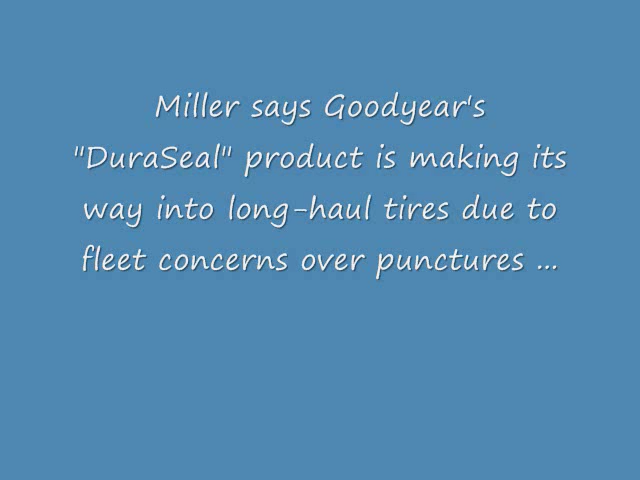 Miller says Goodyear's
"DuraSeal" product is making its
way into long-haul tires due to
fleet concerns over punctures ...